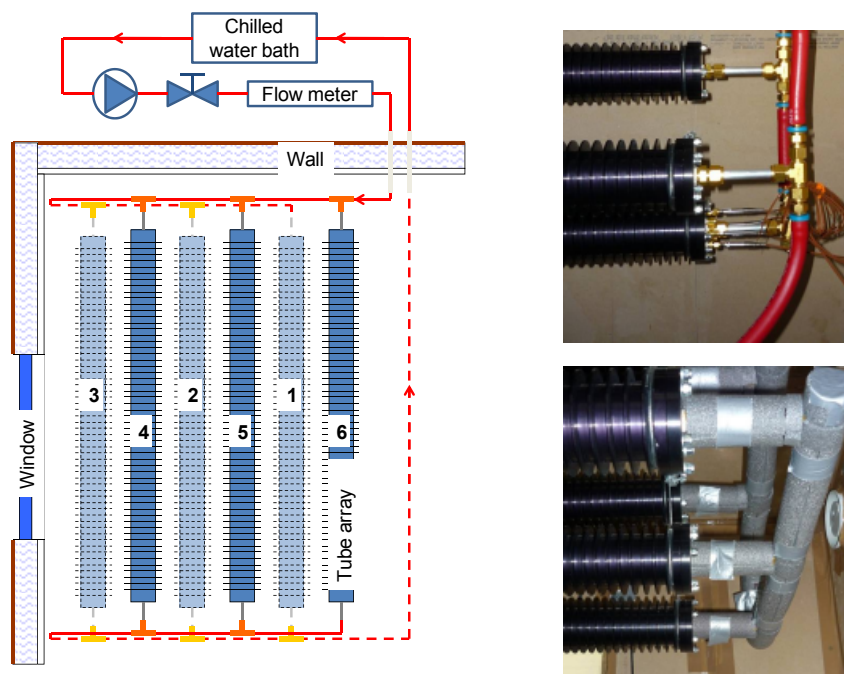 Chilled
water bath
Flow meter
Wall
3
2
1
4
5
6
Window
Tube array